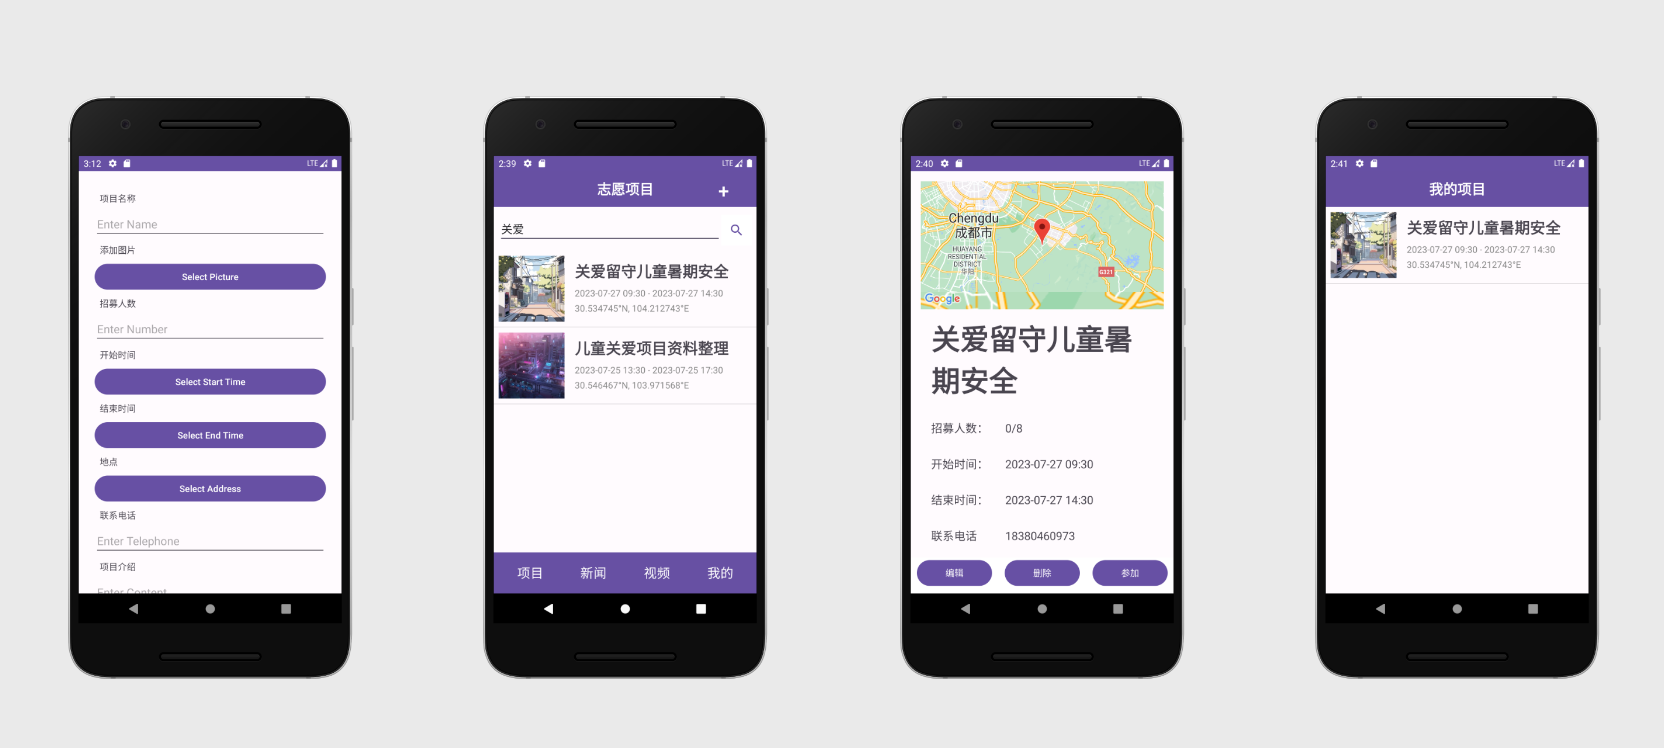 3:12
LTE
项目名称
Enter Name
添加图片
Select Picture
招募人数
Enter Number
开始时间
Select Start Time
结束时间
Select End Time
地点
Select Address
联系电话
Enter Telephone
项目介绍
Enter Content
2:39
LTE
志愿项目
+
关爱
关爱留守儿童暑期安全
2023-07-27 09:30 - 2023-07-27 14:30
30.534745°N, 104.212743°E
儿童关爱项目资料整理
2023-07-25 13:30 - 2023-07-25 17:30
30.546467°N, 103.971568°E
项目 新闻 视频 我的
2:40
LTE
Chengdu
成都市
HUAYANG
RESIDENTIAL
DISTRICT
华阳
G321
Google
关爱留守儿童暑
期安全
招募人数： 0/8
开始时间： 2023-07-27 09:30
结束时间： 2023-07-27 14:30
联系电话 18380460973
编辑 删除 参加
2:41
LTE
我的项目
关爱留守儿童暑期安全
2023-07-27 09:30 - 2023-07-27 14:30
30.534745°N, 104.212743°E